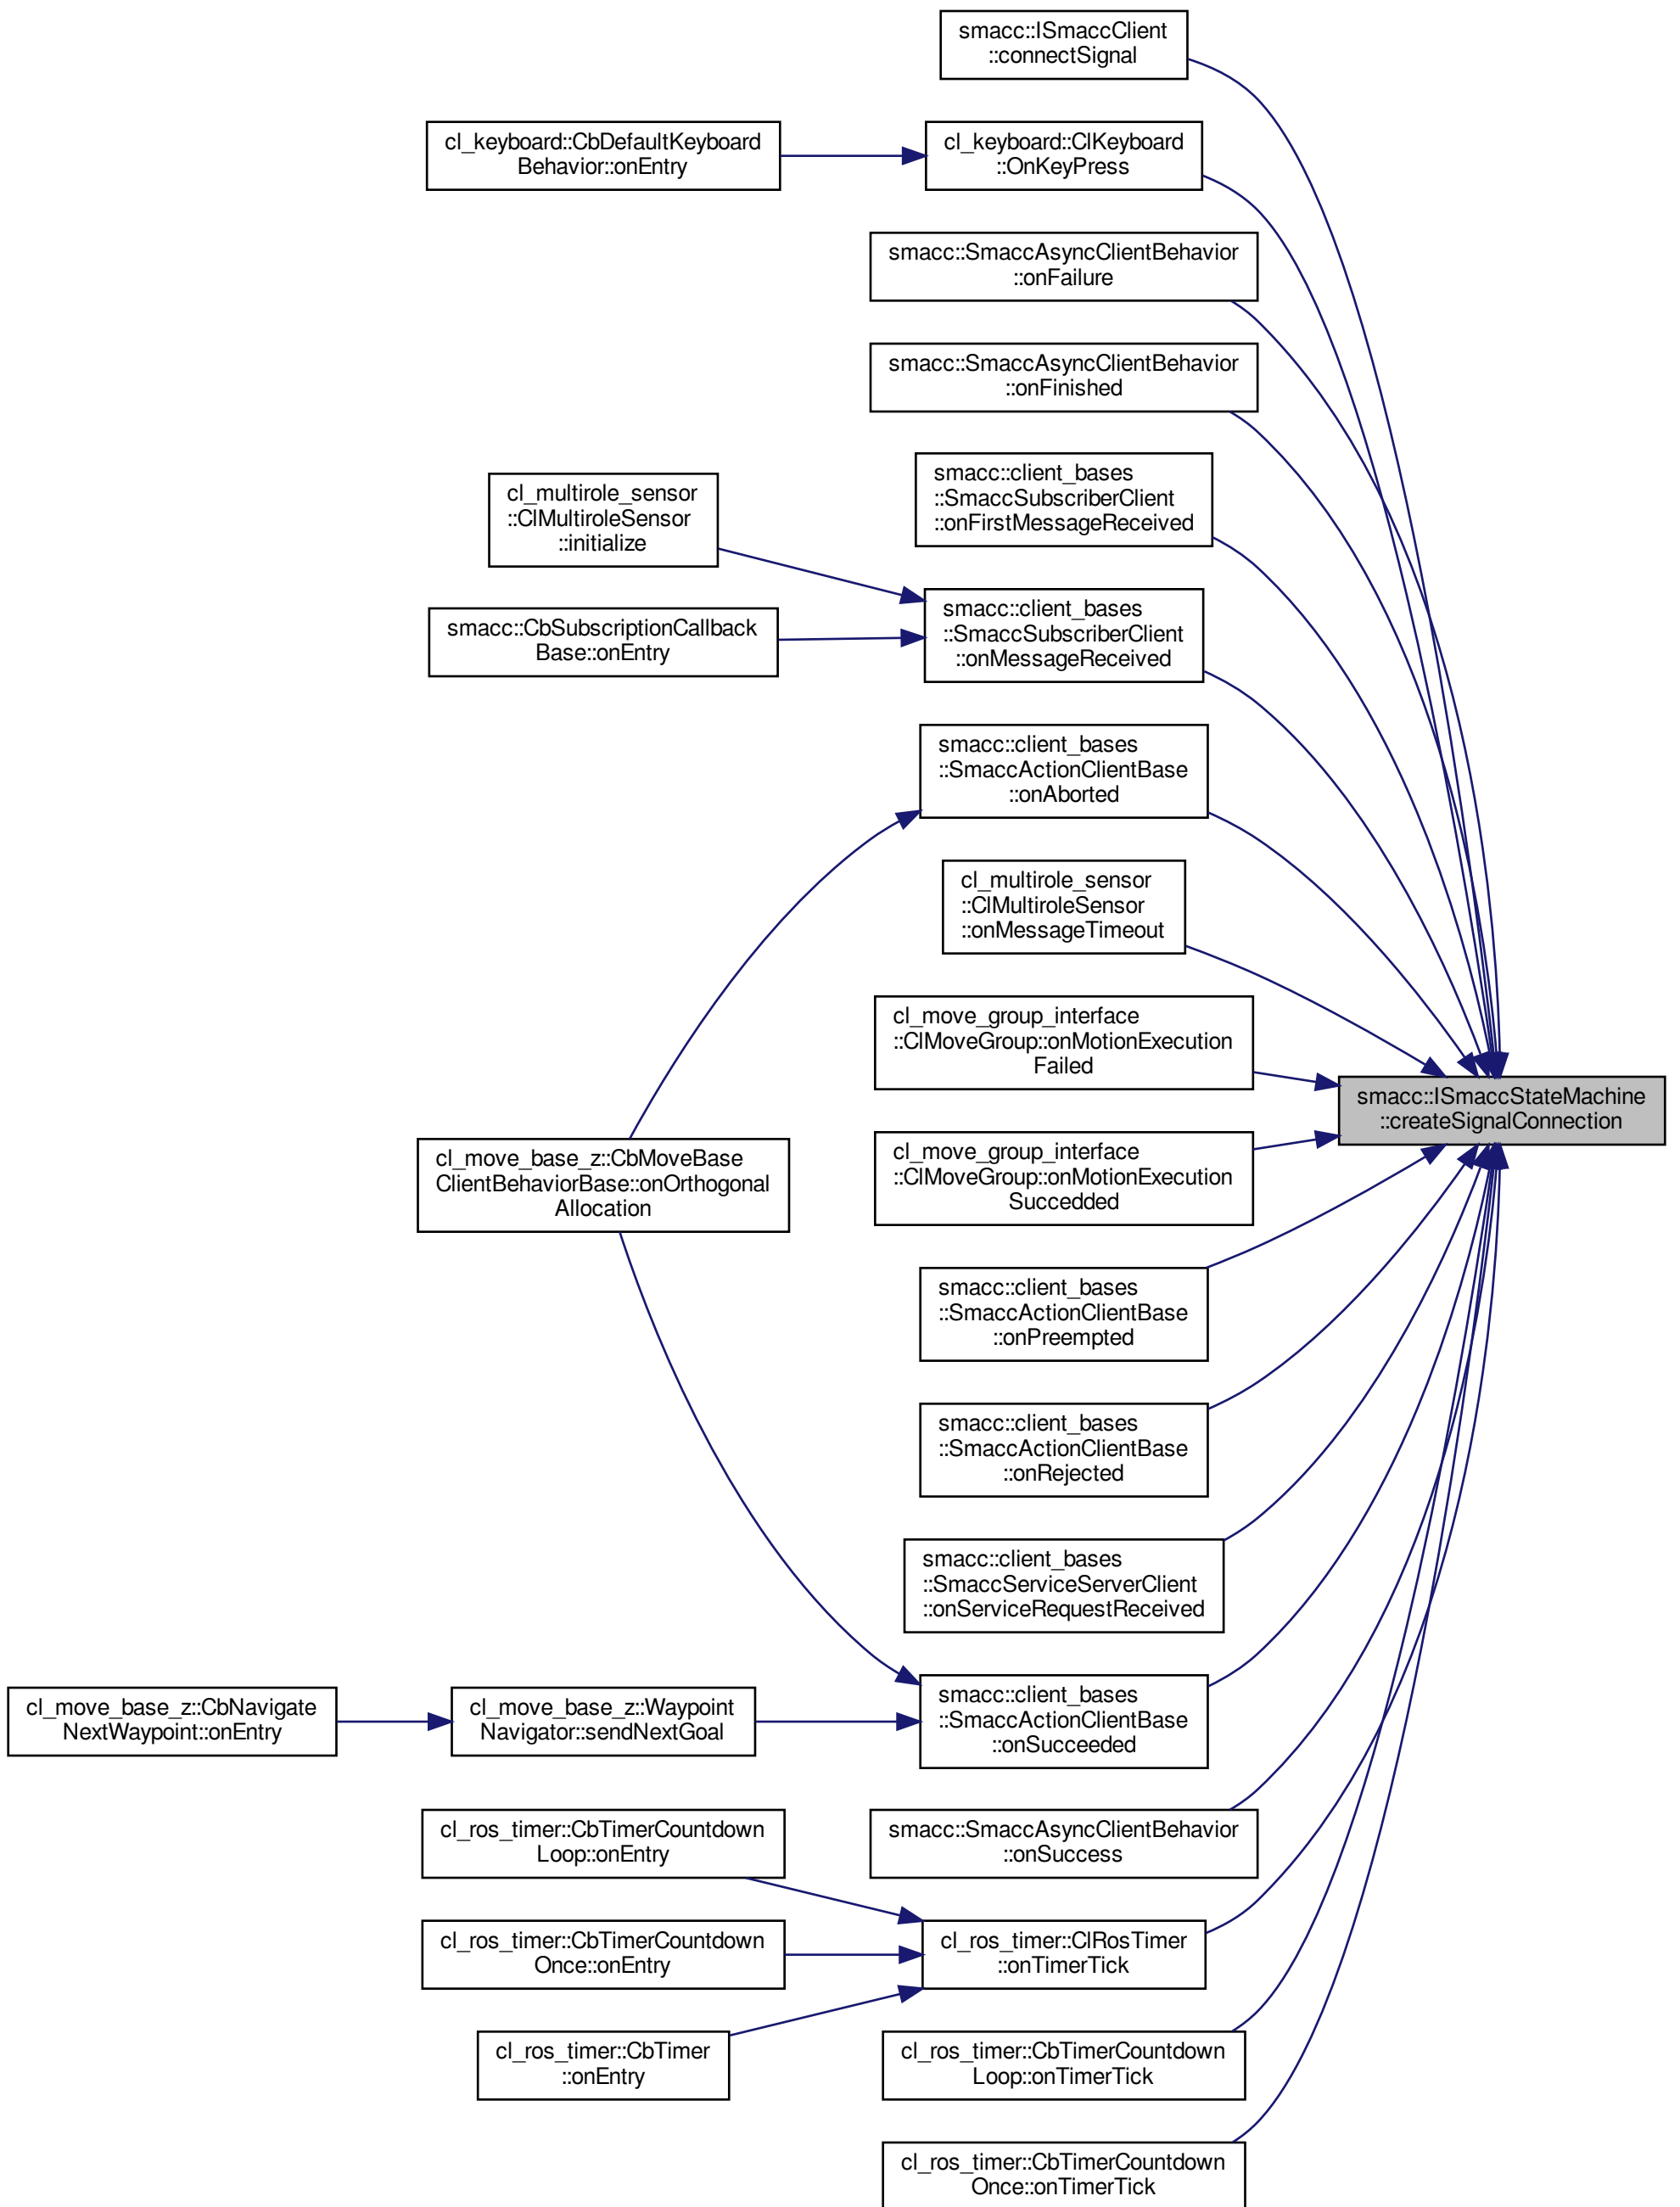 smacc::ISmaccClient
::connectSignal
cl_keyboard::CbDefaultKeyboard
Behavior::onEntry
cl_keyboard::ClKeyboard
::OnKeyPress
smacc::SmaccAsyncClientBehavior
::onFailure
smacc::SmaccAsyncClientBehavior
::onFinished
smacc::client_bases
::SmaccSubscriberClient
::onFirstMessageReceived
cl_multirole_sensor
::ClMultiroleSensor
::initialize
smacc::CbSubscriptionCallback
Base::onEntry
smacc::client_bases
::SmaccSubscriberClient
::onMessageReceived
smacc::client_bases
::SmaccActionClientBase
::onAborted
cl_multirole_sensor
::ClMultiroleSensor
::onMessageTimeout
cl_move_group_interface
::ClMoveGroup::onMotionExecution
Failed
smacc::ISmaccStateMachine
::createSignalConnection
cl_move_base_z::CbMoveBase
ClientBehaviorBase::onOrthogonal
Allocation
cl_move_group_interface
::ClMoveGroup::onMotionExecution
Succedded
smacc::client_bases
::SmaccActionClientBase
::onPreempted
smacc::client_bases
::SmaccActionClientBase
::onRejected
smacc::client_bases
::SmaccServiceServerClient
::onServiceRequestReceived
cl_move_base_z::CbNavigate
NextWaypoint::onEntry
cl_move_base_z::Waypoint
Navigator::sendNextGoal
smacc::client_bases
::SmaccActionClientBase
::onSucceeded
cl_ros_timer::CbTimerCountdown
Loop::onEntry
smacc::SmaccAsyncClientBehavior
::onSuccess
cl_ros_timer::CbTimerCountdown
Once::onEntry
cl_ros_timer::ClRosTimer
::onTimerTick
cl_ros_timer::CbTimer
::onEntry
cl_ros_timer::CbTimerCountdown
Loop::onTimerTick
cl_ros_timer::CbTimerCountdown
Once::onTimerTick